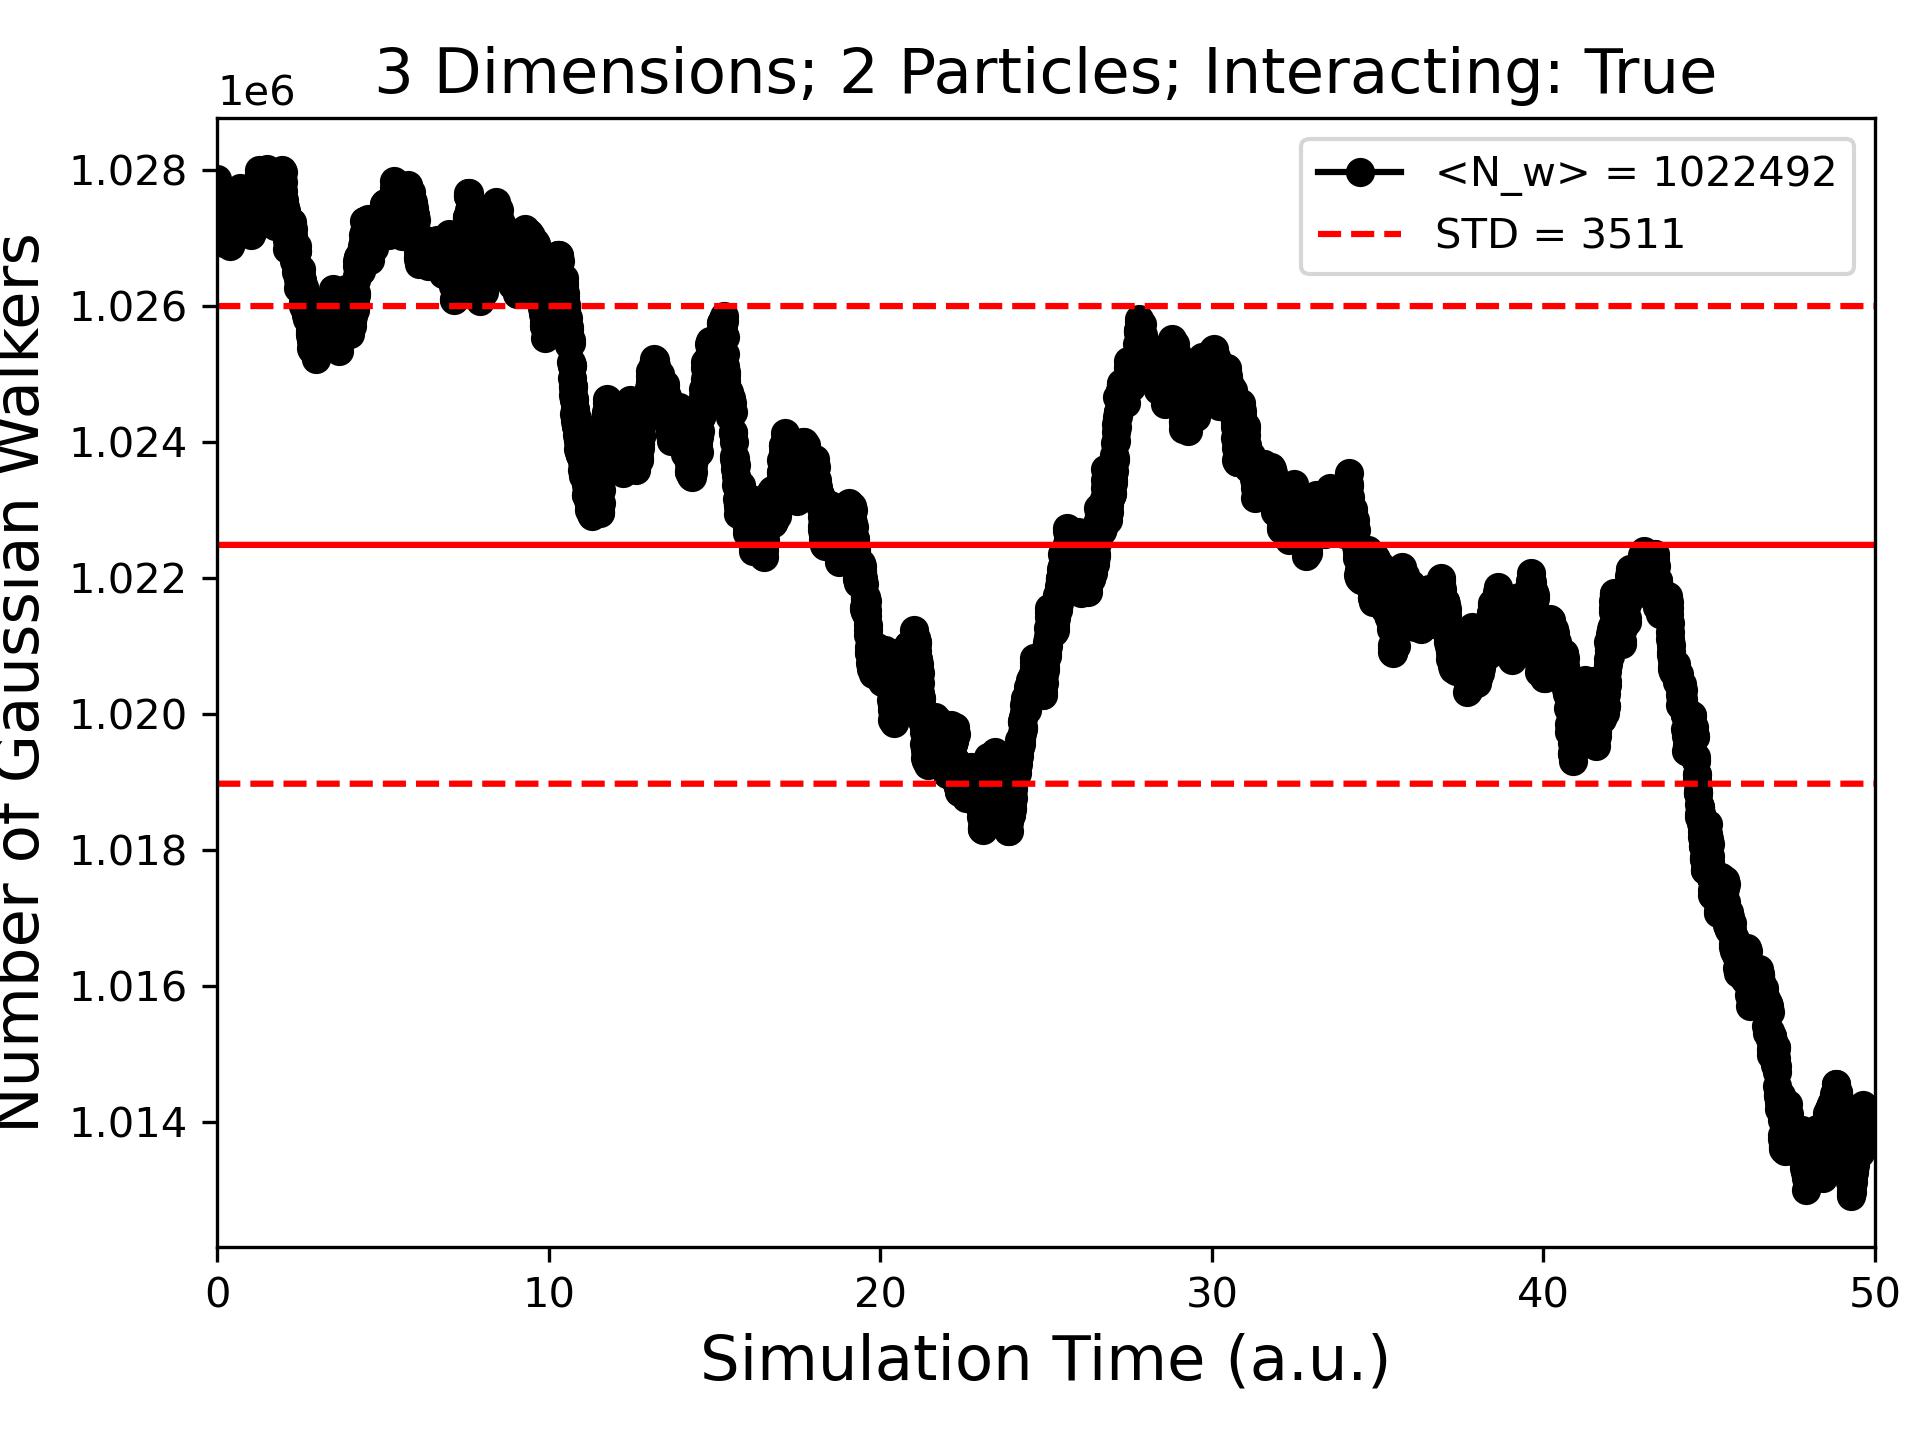 3 Dimensions; 2 Particles; Interacting: True
1e6
<N_w> = 1022492
STD = 3511
Number of Gaussian Walkers
1.028
1.026
1.024
1.022
1.020
1.018
1.016
1.014
0 10 20 30 40 50
Simulation Time (a.u.)